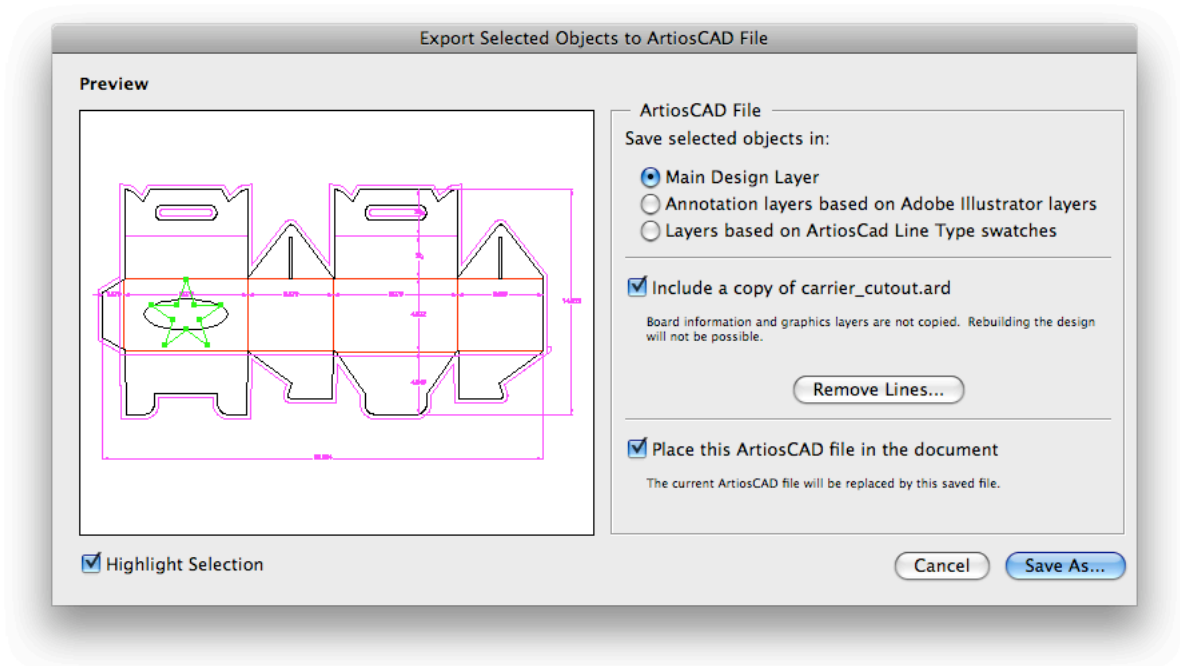 Export Selected Objects to ArtiosCAD File
Preview
ArtiosCAD File
Save selected objects in:
Main Design Layer
Annotation layers based on Adobe Illustrator layers
Layers based on ArtiosCad Line Type swatches
Include a copy of carrier_cutout.ard
Board information and graphics layers are not copied. Rebuilding the design
will not be possible.
Remove Lines...
Place this ArtiosCAD file in the document
The current ArtiosCAD file will be replaced by this saved file.
Highlight Selection
Cancel
Save As...